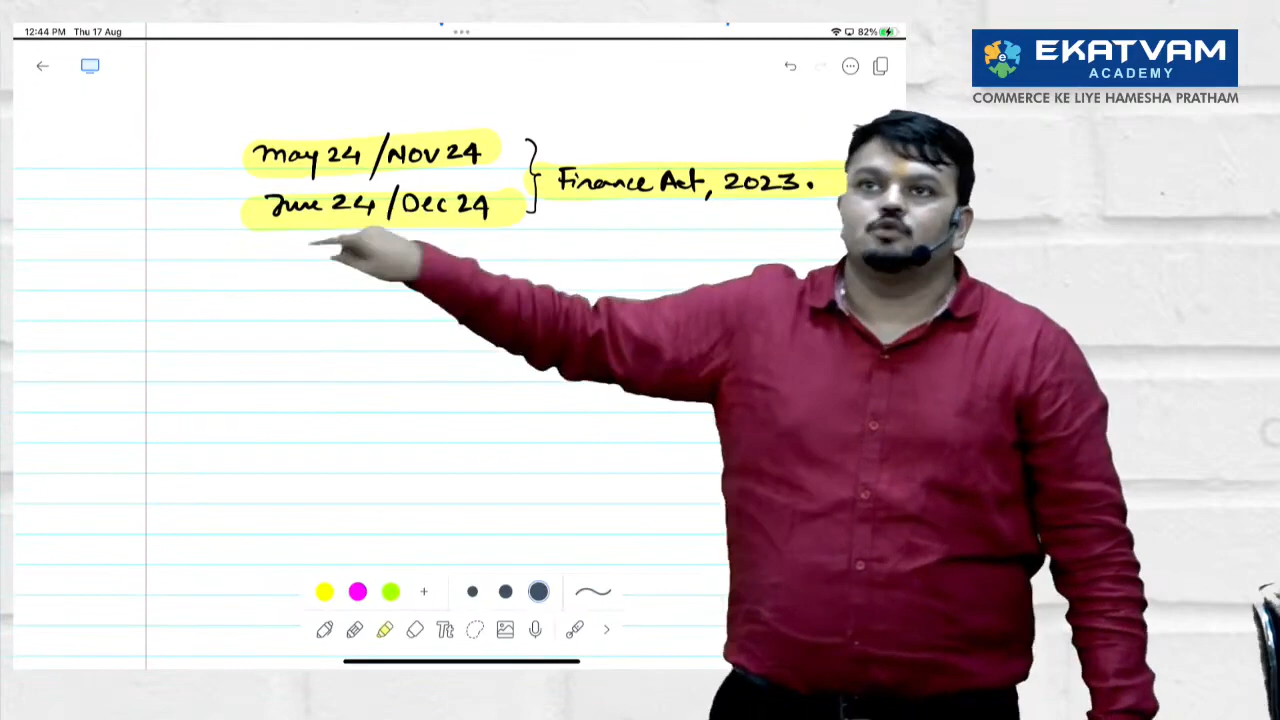 12:44 PM Thu 17 Aug
82%
EKATVAM
ACADEMY
COMMERCE KE LIYE HAMESHA PRATHAM
May 24 / Nov 24
June 24 / Dec 24
Finance Act, 2023.
Tt